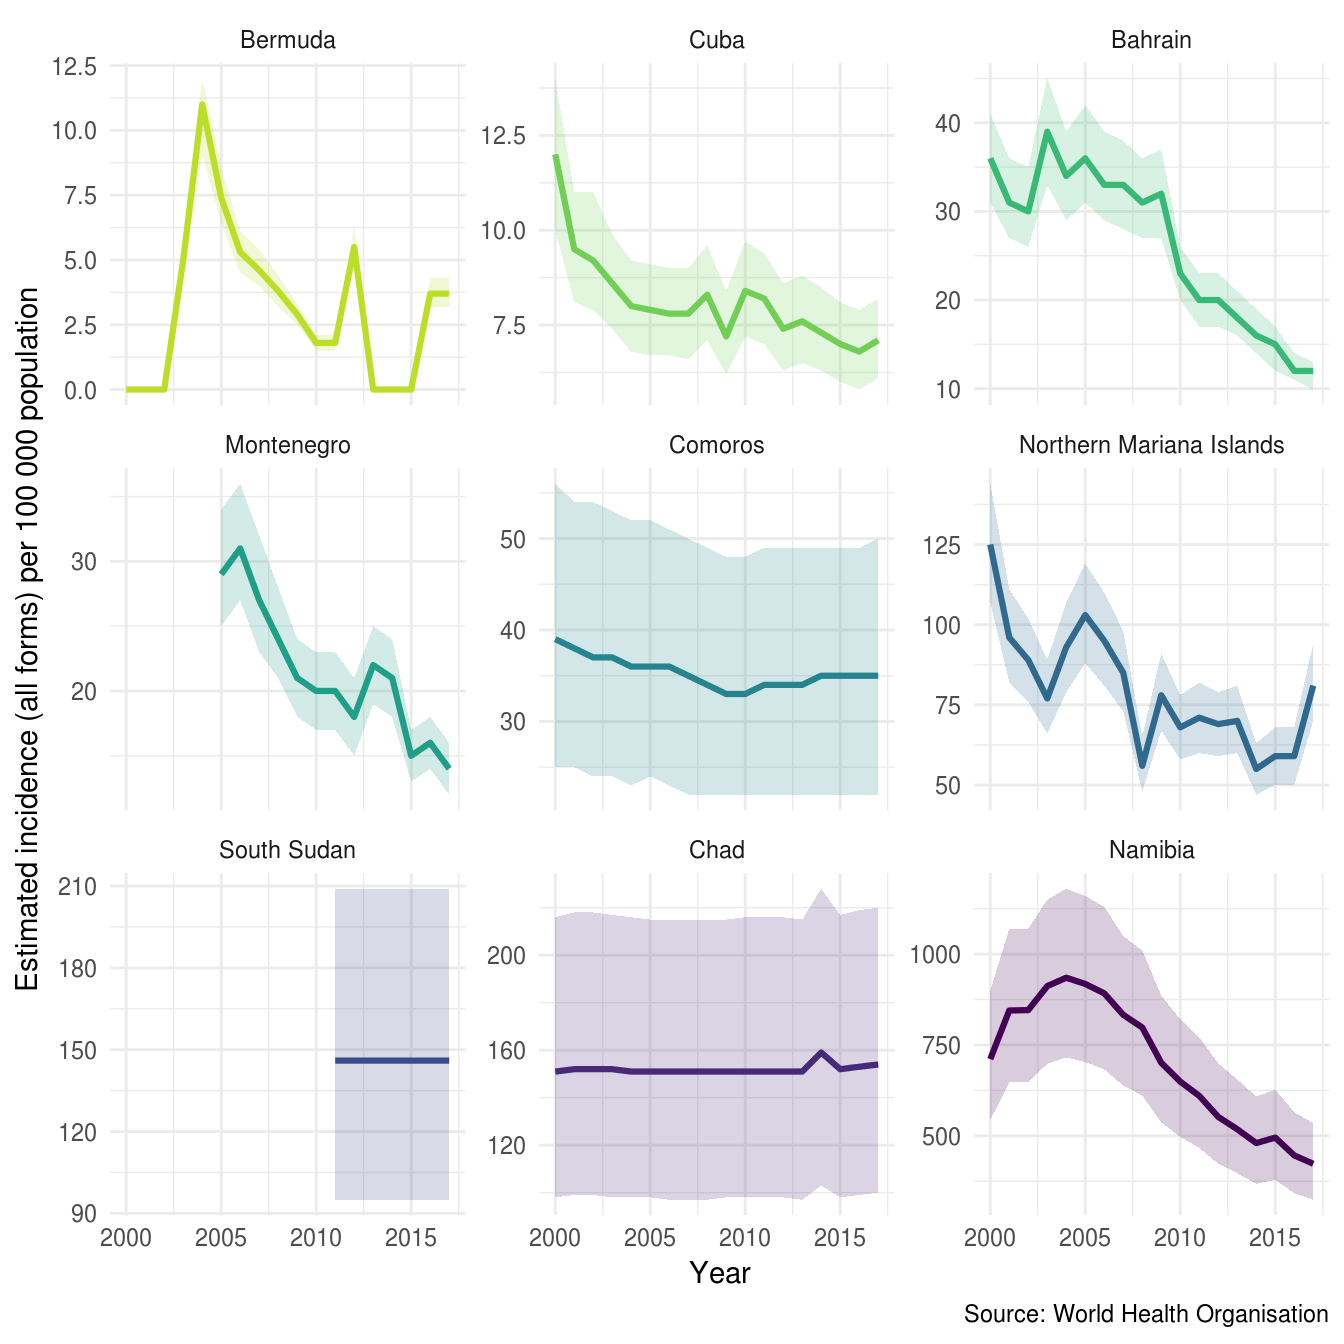 Bermuda
Cuba
Bahrain
12.5
10.0
7.5
5.0
2.5
0.0
12.5
10.0
7.5
40
30
20
10
Montenegro
Comoros
Northern Mariana Islands
30
20
50
40
30
125
100
75
50
South Sudan
Chad
Namibia
210
180
150
120
90
200
160
120
1000
750
500
2000 2005 2010 2015
2000 2005 2010 2015
2000 2005 2010 2015
Estimated incidence (all forms) per 100 000 population
Year
Source: World Health Organisation